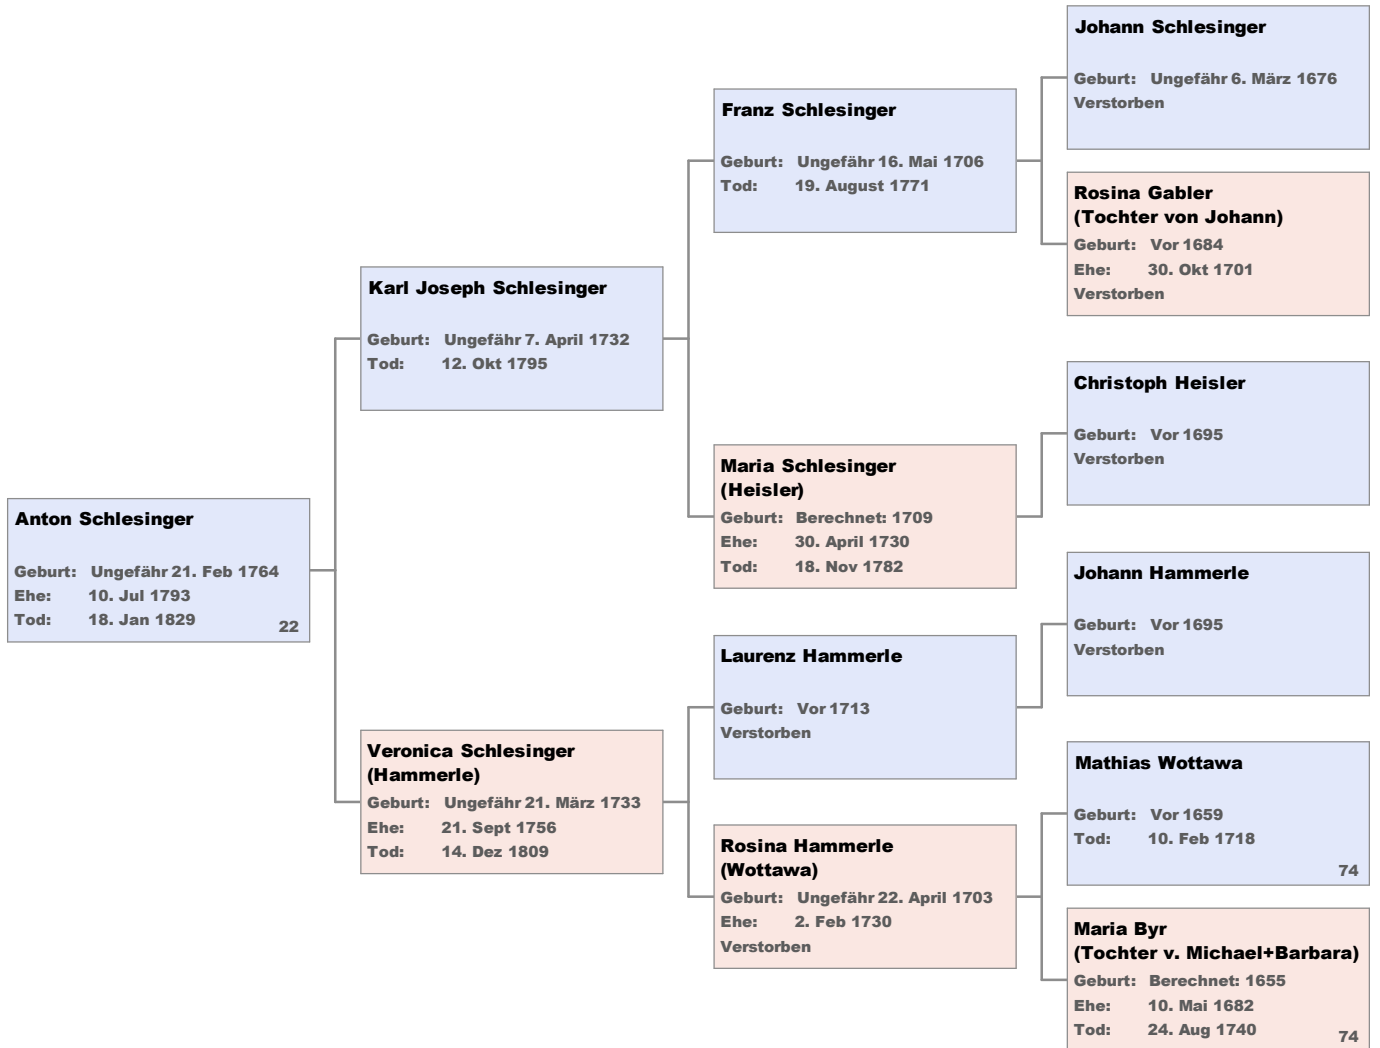 Johann Schlesinger
Geburt: Ungefähr 6. März 1676
Verstorben
Franz Schlesinger
Geburt: Ungefähr 16. Mai 1706
Tod: 19. August 1771
Rosina Gabler
(Tochter von Johann)
Geburt: Vor 1684
Ehe: 30. Okt 1701
Verstorben
Karl Joseph Schlesinger
Geburt: Ungefähr 7. April 1732
Tod: 12. Okt 1795
Christoph Heisler
Geburt: Vor 1695
Verstorben
Maria Schlesinger
(Heisler)
Geburt: Berechnet: 1709
Ehe: 30. April 1730
Tod: 18. Nov 1782
Anton Schlesinger
Geburt: Ungefähr 21. Feb 1764
Ehe: 10. Jul 1793
Tod: 18. Jan 1829
22
Johann Hammerle
Geburt: Vor 1695
Verstorben
Laurenz Hammerle
Geburt: Vor 1713
Verstorben
Veronica Schlesinger
(Hammerle)
Geburt: Ungefähr 21. März 1733
Ehe: 21. Sept 1756
Tod: 14. Dez 1809
Mathias Wottawa
Geburt: Vor 1659
Tod: 10. Feb 1718
74
Rosina Hammerle
(Wottawa)
Geburt: Ungefähr 22. April 1703
Ehe: 2. Feb 1730
Verstorben
Maria Byr
(Tochter v. Michael+Barbara)
Geburt: Berechnet: 1655
Ehe: 10. Mai 1682
Tod: 24. Aug 1740
74